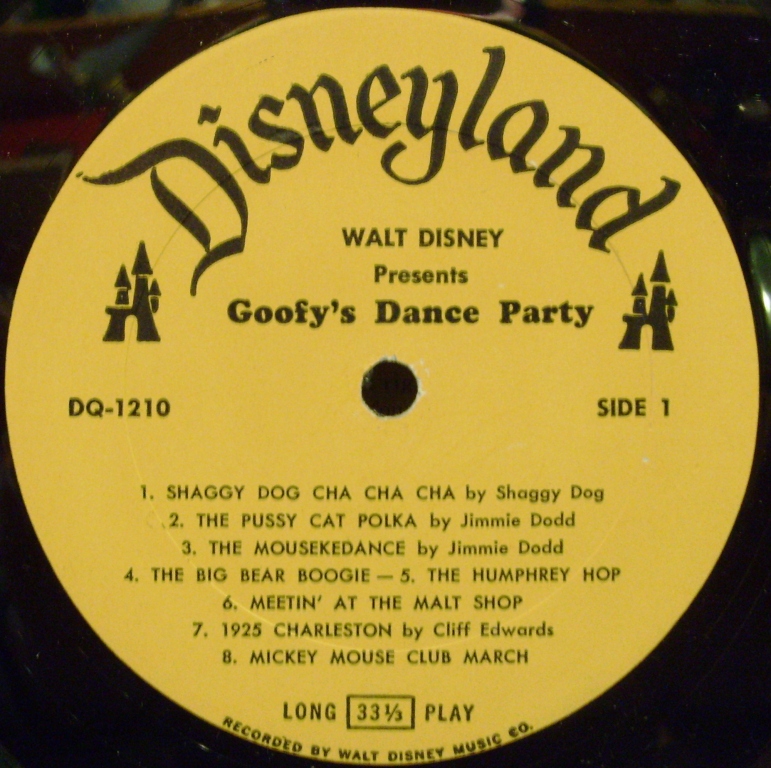 Disneyland
WALT DISNEY
Presents
Goofy's Dance Party
DQ-1210 SIDE 1
1. SHAGGY DOG CHA CHA CHA by Shaggy Dog
2. THE PUSSY CAT POLKA by Jimmie Dodd
3. THE MOUSEKEDANCE by Jimmie Dodd
4. THE BIG BEAR BOOGIE — 5. THE HUMPHREY HOP
6. MEETIN' AT THE MALT SHOP
7. 1925 CHARLESTON by Cliff Edwards
8. MICKEY MOUSE CLUB MARCH
LONG 33⅓ PLAY
RECORDED BY WALT DISNEY MUSIC CO.